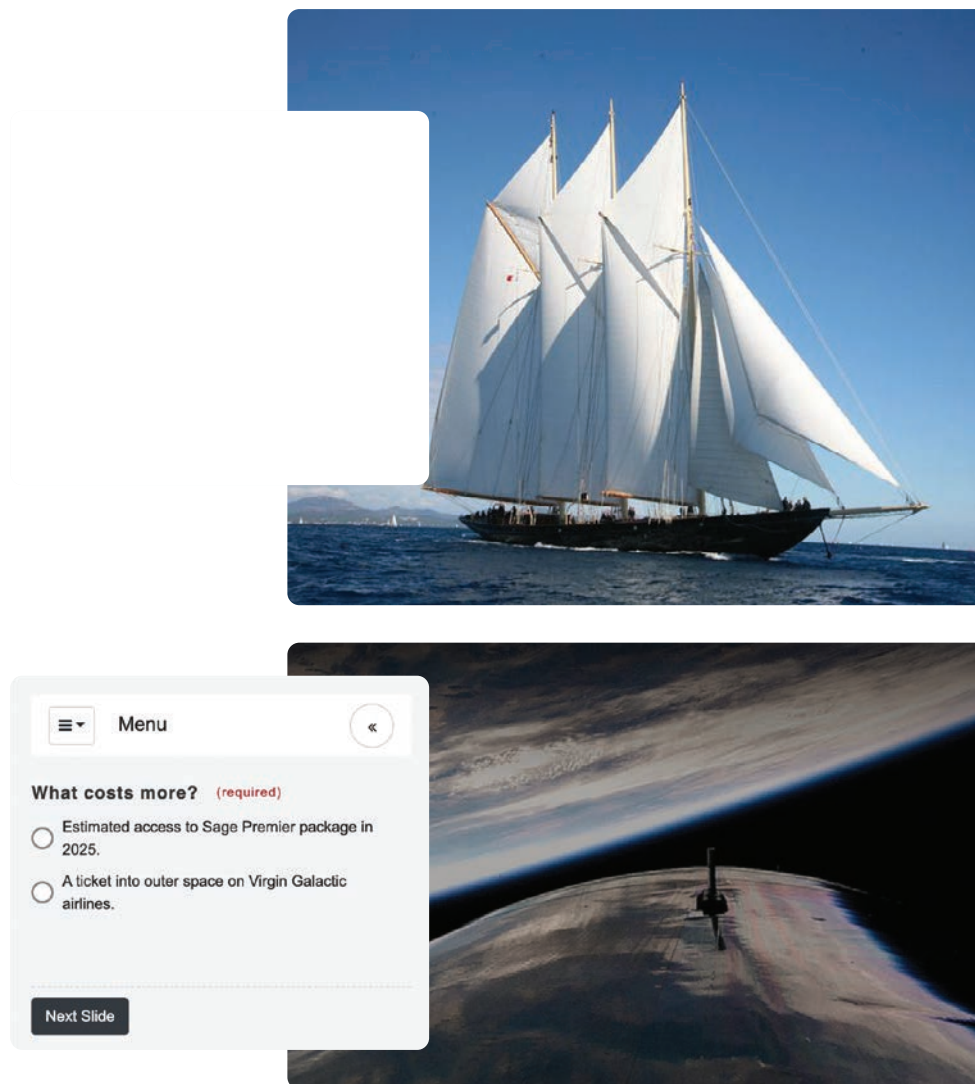 Menu
«
What costs more? (required)
Estimated access to Sage Premier package in
2025.
A ticket into outer space on Virgin Galactic
airlines.
Next Slide